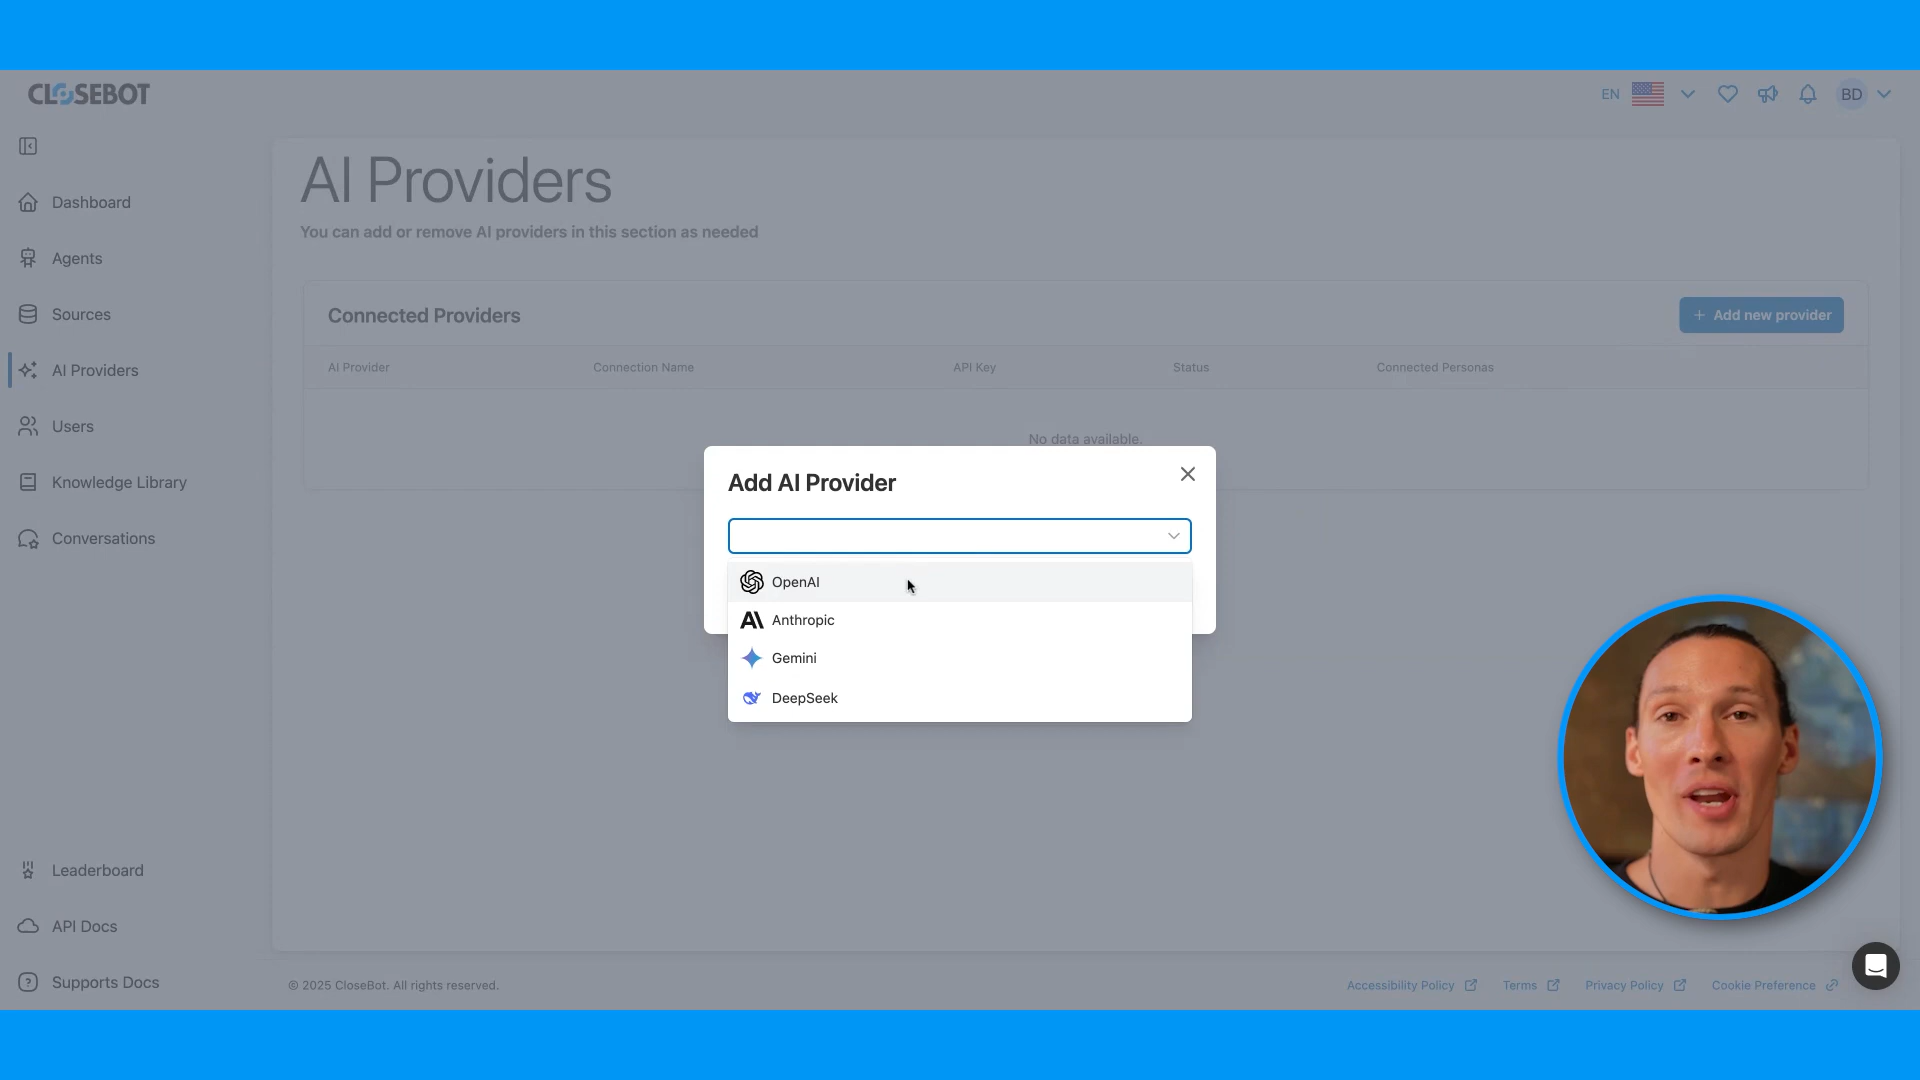 CLOSEBOT
EN
BD
Dashboard
Agents
Sources
AI Providers
Users
Knowledge Library
Conversations
Leaderboard
API Docs
Supports Docs
AI Providers
You can add or remove AI providers in this section as needed
Connected Providers
+ Add new provider
AI Provider Connection Name API Key Status Connected Personas
No data available.
Add AI Provider
OpenAI
Anthropic
Gemini
DeepSeek
© 2025 CloseBot. All rights reserved.
Accessibility Policy Terms Privacy Policy Cookie Preference